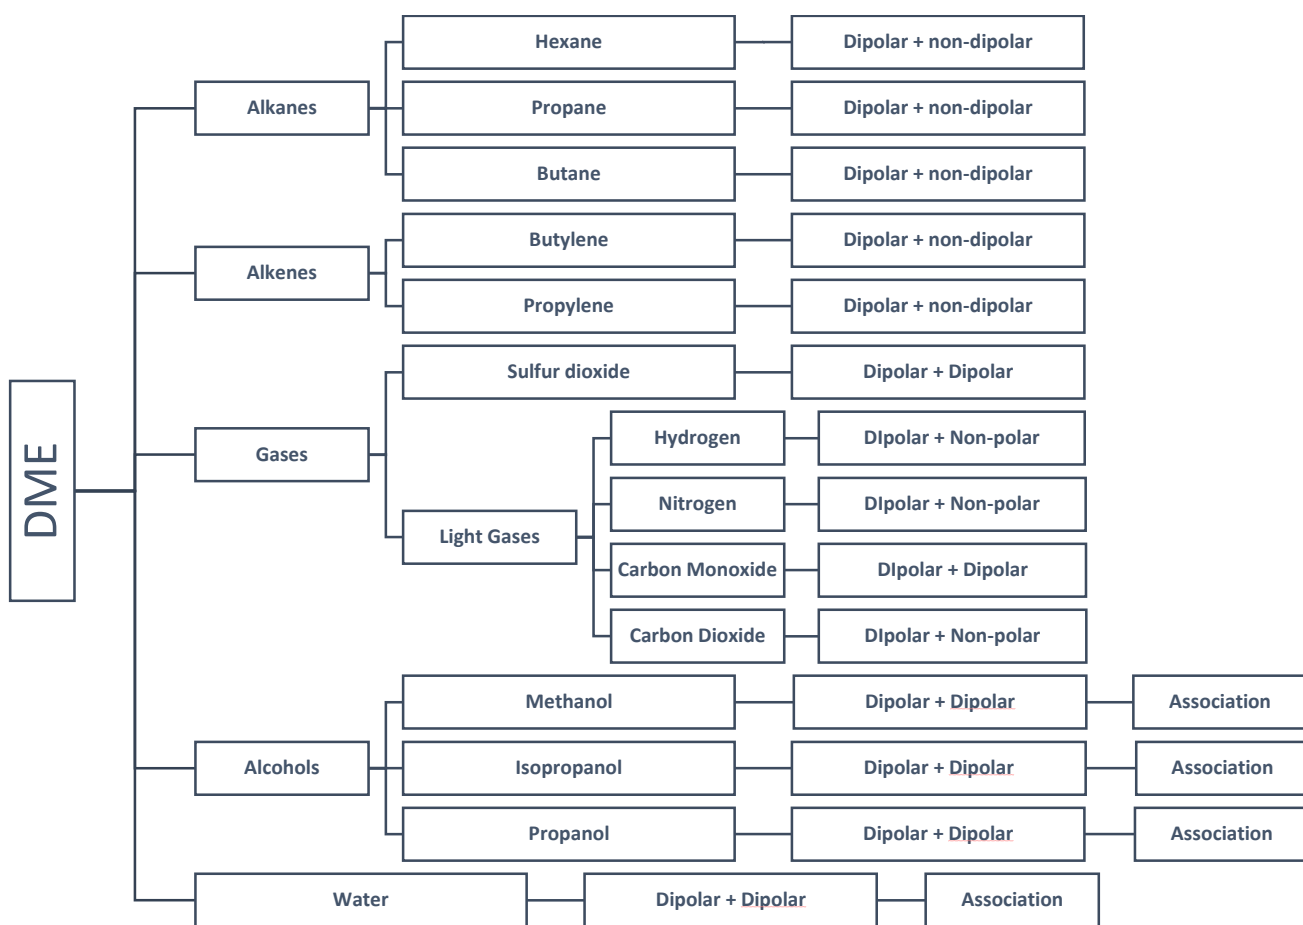 DME
Alkanes
Hexane
Dipolar + non-dipolar
Propane
Dipolar + non-dipolar
Butane
Dipolar + non-dipolar
Alkenes
Butylene
Dipolar + non-dipolar
Propylene
Dipolar + non-dipolar
Gases
Sulfur dioxide
Dipolar + Dipolar
Light Gases
Hydrogen
DIpolar + Non-polar
Nitrogen
DIpolar + Non-polar
Carbon Monoxide
DIpolar + Dipolar
Carbon Dioxide
DIpolar + Non-polar
Alcohols
Methanol
Dipolar + Dipolar
Association
Isopropanol
Dipolar + Dipolar
Association
Propanol
Dipolar + Dipolar
Association
Water
Dipolar + Dipolar
Association